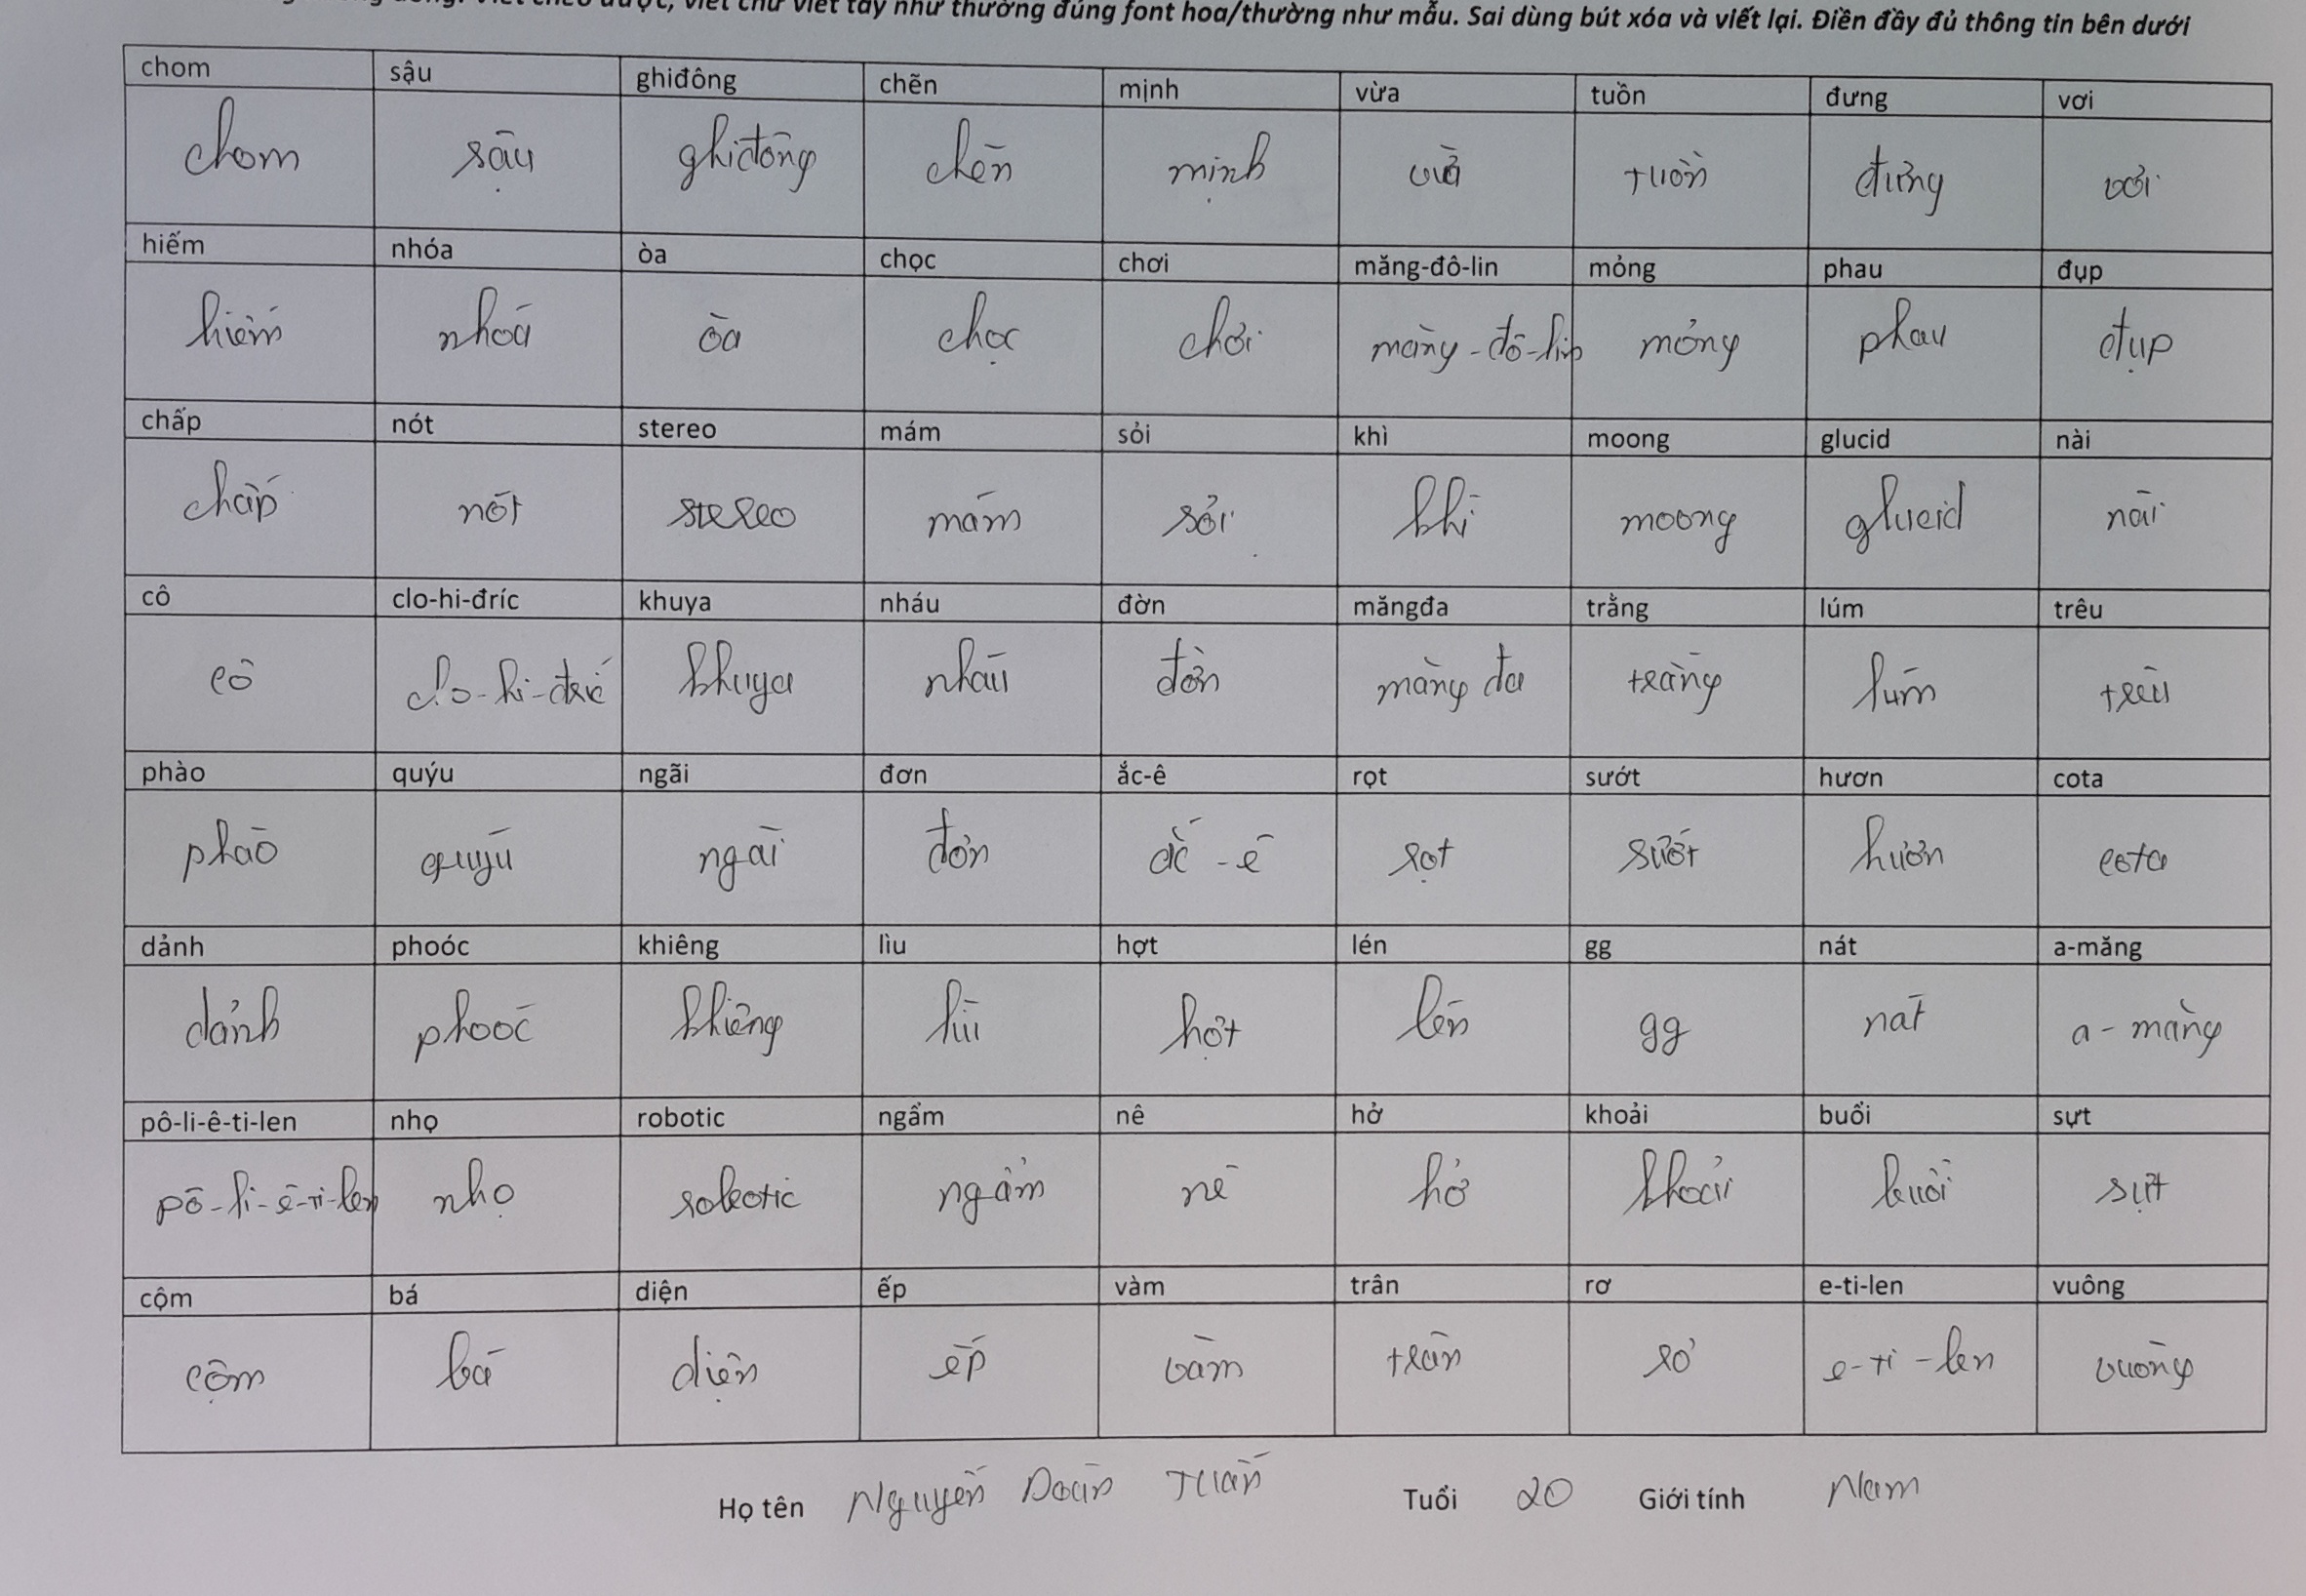 viết chữ viết tay như thường đúng font hoa/thường như mẫu. Sai dùng bút xóa và viết lại. Điền đầy đủ thông tin bên dưới
chom sậu ghiđông chẽn mịnh vừa tuồn đưng vơi
chom sậu ghiđông chẽn mịnh vừa tuồn đưng vơi
hiếm nhóa òa chọc chơi măng-đô-lin mỏng phau đụp
hiếm nhóa òa chọc chơi măng-đô-lin mỏng phau đụp
chấp nót stereo mám sỏi khì moong glucid nài
chấp nót stereo mám sỏi khì moong glucid nài
cô clo-hi-đríc khuya nháu đờn măngđa trằng lúm trêu
cô clo-hi-đríc khuya nháu đờn măng đa trằng lúm trêu
phào quýu ngãi đơn ắc-ê rọt sướt hươn cota
phào quýu ngãi đơn ắc-ê rọt sướt hươn cota
dảnh phoóc khiêng lìu hợt lén gg nát a-măng
dảnh phoóc khiêng lìu hợt lén gg nát a-măng
pô-li-ê-ti-len nhọ robotic ngẩm nê hở khoải buổi sựt
pô-li-ê-ti-len nhọ robotic ngẩm nê hở khoải buổi sựt
cộm bá diện ếp vàm trân rơ e-ti-len vuông
cộm bá diện ếp vàm trân rơ e-ti-len vuông
Họ tên Nguyễn Doãn Tuấn Tuổi 20 Giới tính Nam